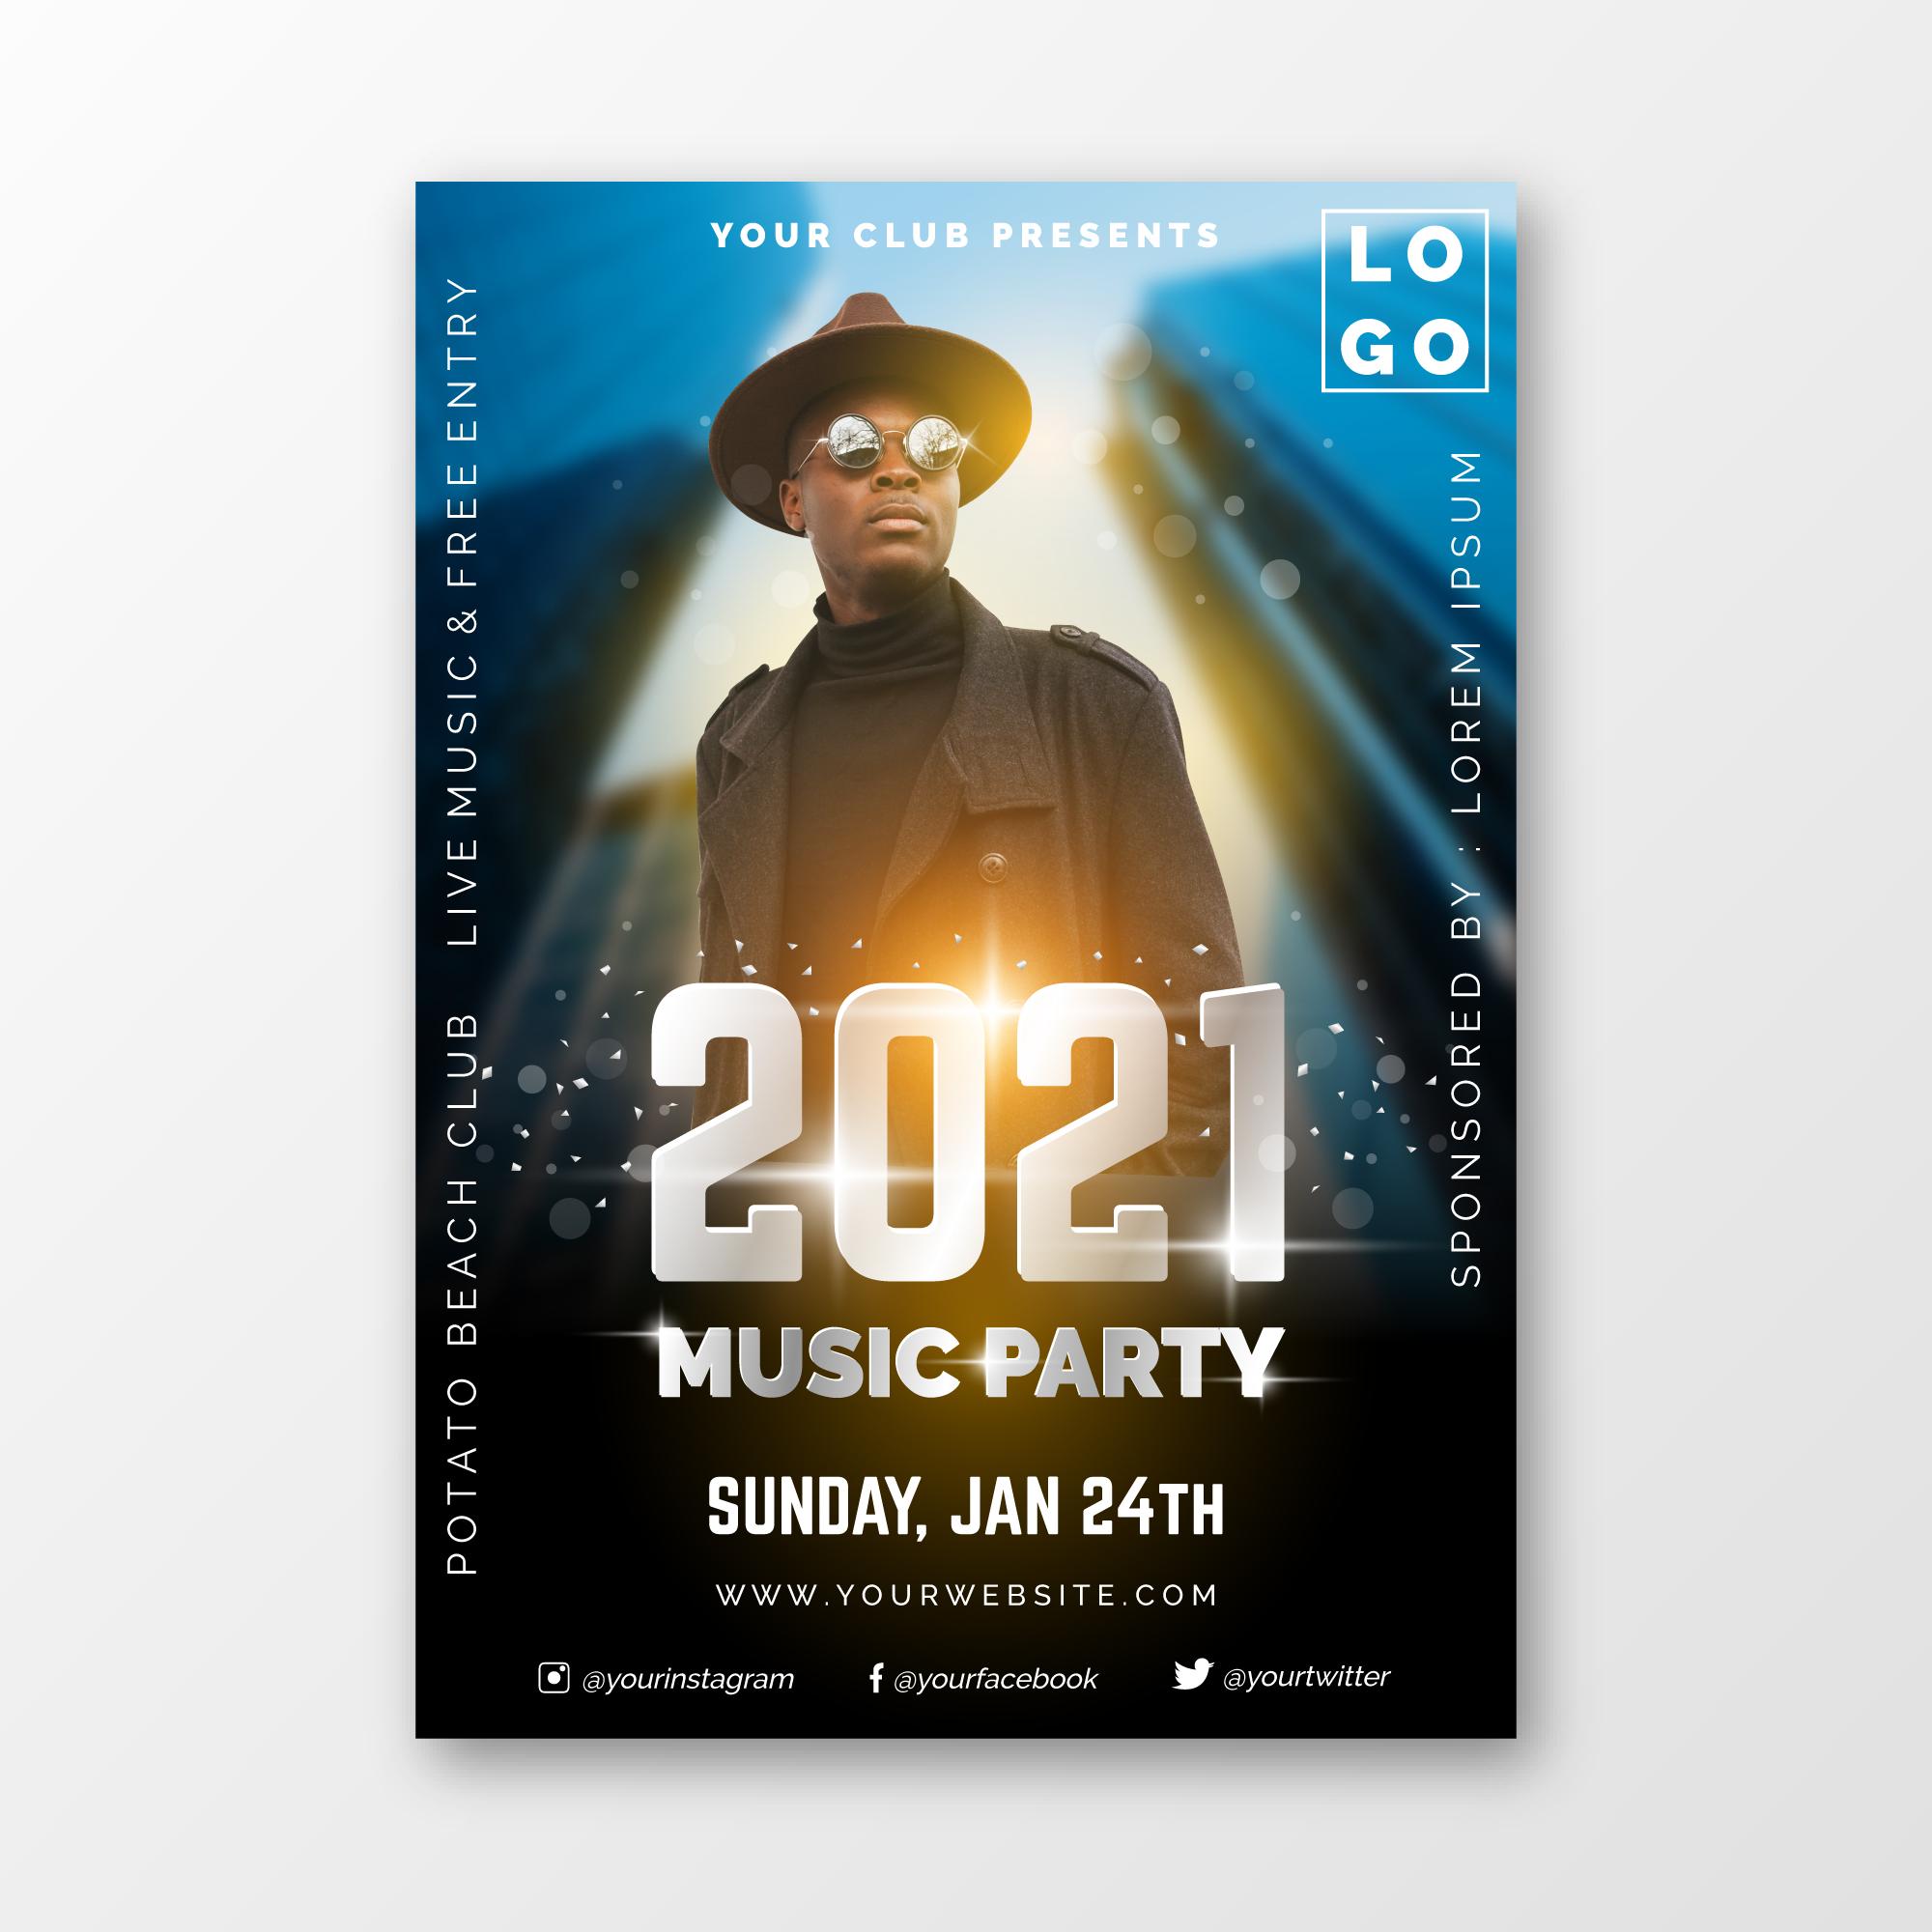 YOUR CLUB PRESENTS
LO
GO
POTATO BEACH CLUB LIVE MUSIC & FREE ENTRY
SPONSORED BY : LOREM IPSUM
2021
MUSIC PARTY
SUNDAY, JAN 24TH
WWW.YOURWEBSITE.COM
@yourinstagram @yourfacebook @yourtwitter